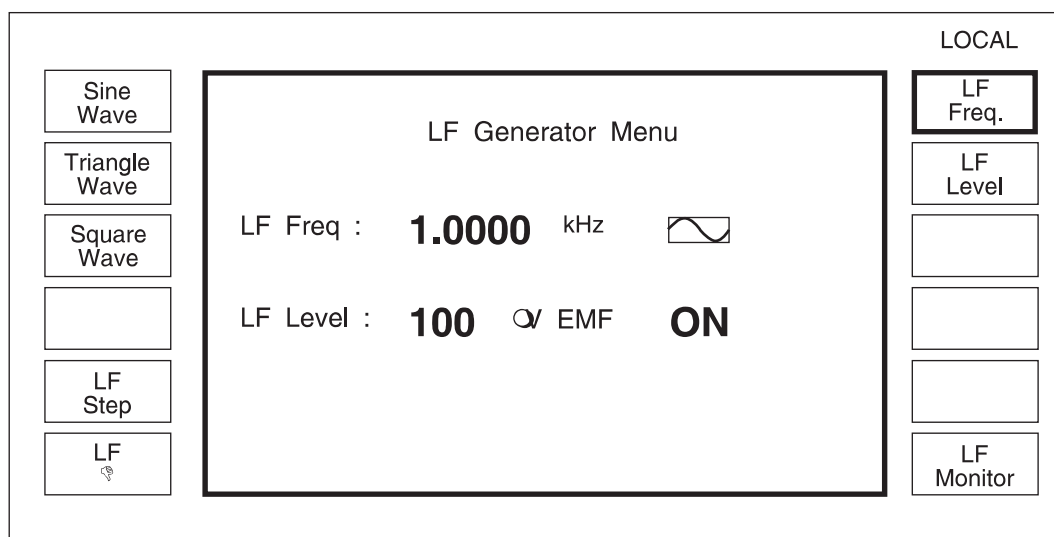 LOCAL
Sine
Wave
Triangle
Wave
Square
Wave
LF
Step
LF
LF Generator Menu
LF Freq : 1.0000 kHz
LF Level : 100 V EMF ON
LF
Freq.
LF
Level
LF
Monitor